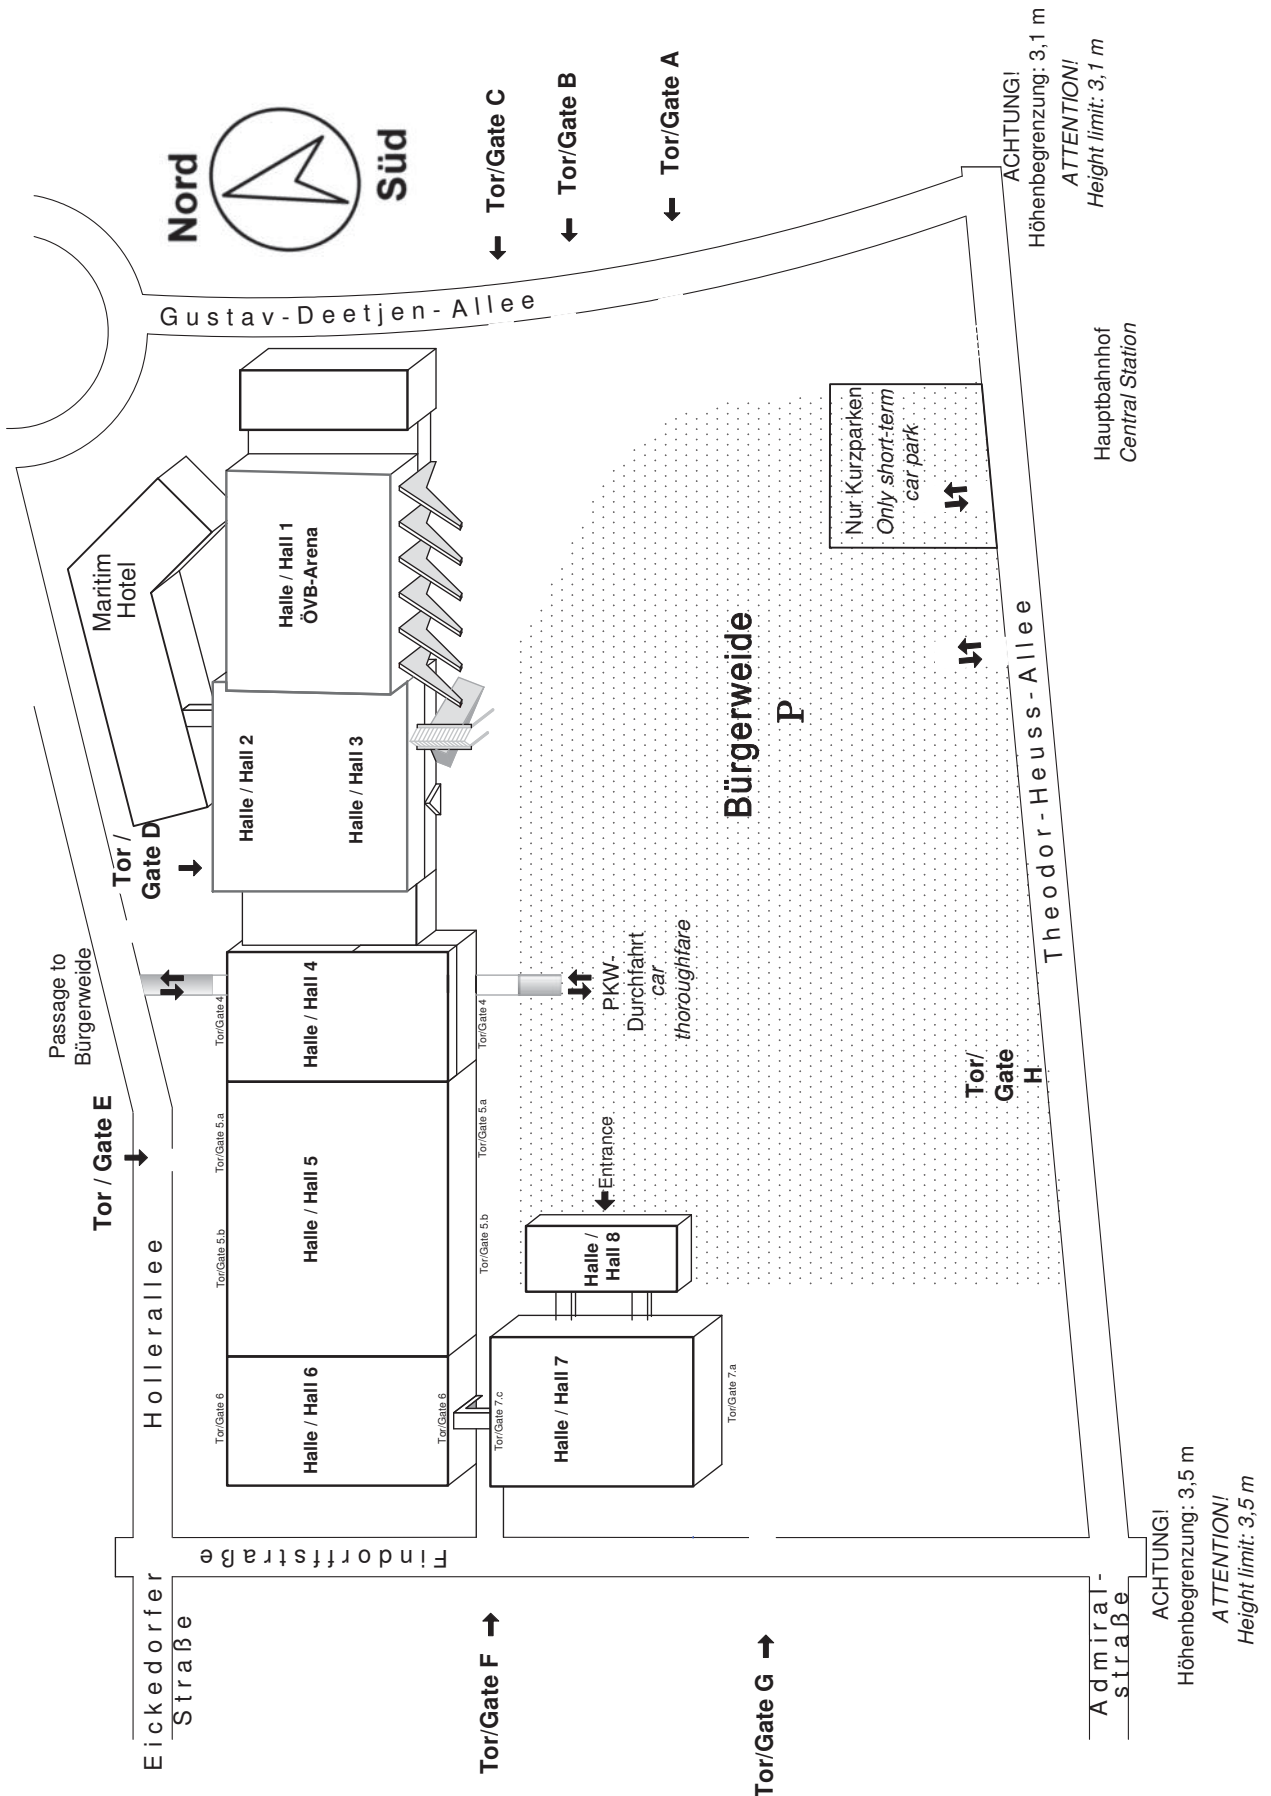 Nord
Süd
Tor/Gate C
Tor/Gate B
Tor/Gate A
ACHTUNG!
Höhenbegrenzung: 3,1 m
ATTENTION!
Height limit: 3,1 m
Gustav-Deetjen-Allee
Hauptbahnhof
Central Station
Nur Kurzparken
Only short-term
car park
Maritim
Hotel
Halle / Hall 1
ÖVB-Arena
Halle / Hall 2
Halle / Hall 3
Bürgerweide
P
Theodor-Heuss-Allee
Tor /
Gate D
Passage to
Bürgerweide
Tor/Gate 4
Halle / Hall 4
Tor/Gate 4
PKW-
Durchfahrt
car
thoroughfare
Tor/
Gate
H
Tor / Gate E
Tor/Gate 5.a
Tor/Gate 5.b
Halle / Hall 5
Tor/Gate 5.a
Tor/Gate 5.b
Entrance
Halle /
Hall 8
Hollerallee
Tor/Gate 6
Halle / Hall 6
Tor/Gate 6
Tor/Gate 7.c
Halle / Hall 7
Tor/Gate 7.a
Findorffstraße
Eickedorfer
Straße
Tor/Gate F
Tor/Gate G
Admiral-
straße
ACHTUNG!
Höhenbegrenzung: 3,5 m
ATTENTION!
Height limit: 3,5 m